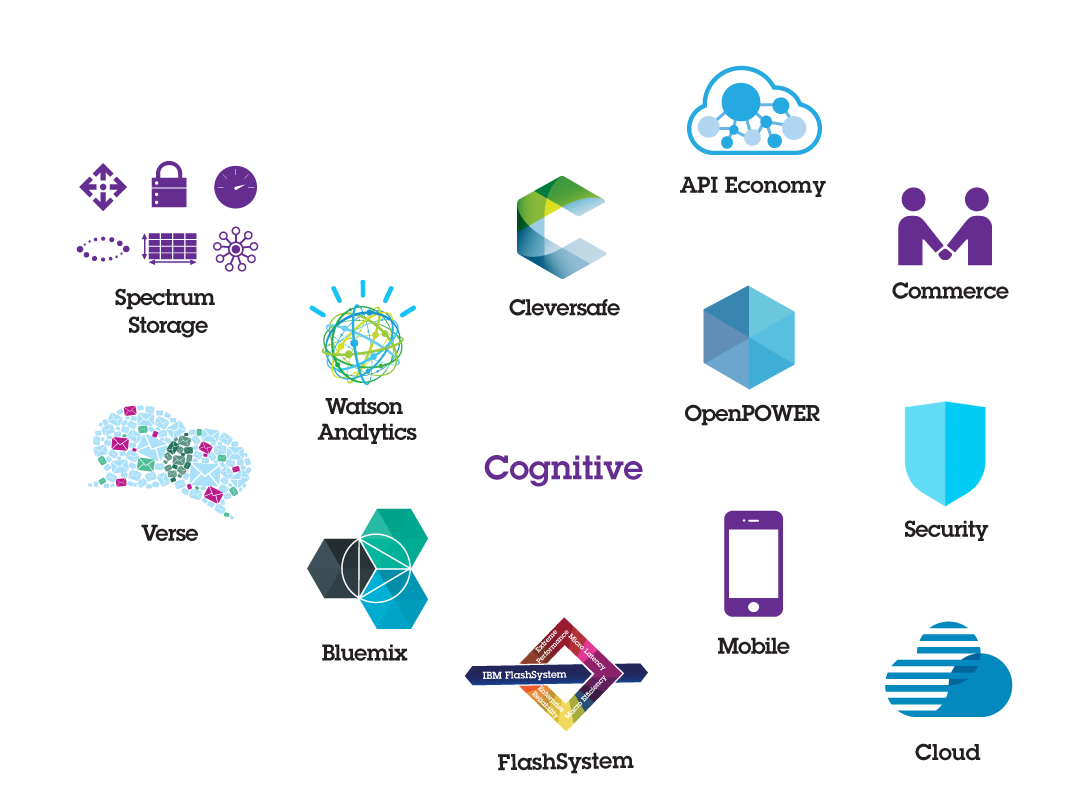 API Economy
Spectrum
Storage
Cleversafe
Commerce
Watson
Analytics
OpenPOWER
Cognitive
Verse
Security
Bluemix
Mobile
Extreme
Performance
Micro Latency
IBM FlashSystem
Enterprise
Reliability
Macro Efficiency
FlashSystem
Cloud